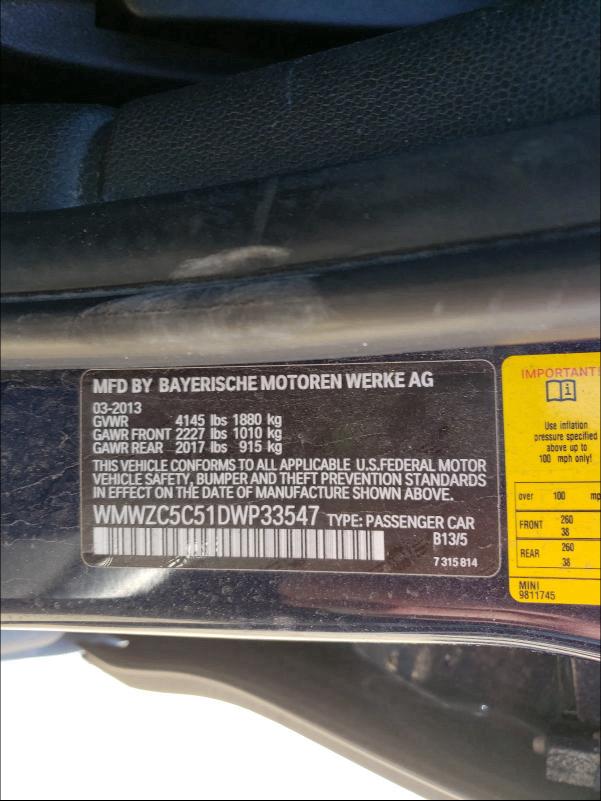 MFD BY BAYERISCHE MOTOREN WERKE AG
03-2013
GVWR 4145 lbs 1880 kg
GAWR FRONT 2227 lbs 1010 kg
GAWR REAR 2017 lbs 915 kg
THIS VEHICLE CONFORMS TO ALL APPLICABLE U.S.FEDERAL MOTOR
VEHICLE SAFETY, BUMPER AND THEFT PREVENTION STANDARDS
IN EFFECT ON THE DATE OF MANUFACTURE SHOWN ABOVE.
WMWZC5C51DWP33547 TYPE: PASSENGER CAR
B13/5
7 315 814
IMPORTANT!
Use inflation
pressure specified
above up to
100 mph only!
over 100 mp
FRONT 260
38
REAR 260
38
MINI
9811745